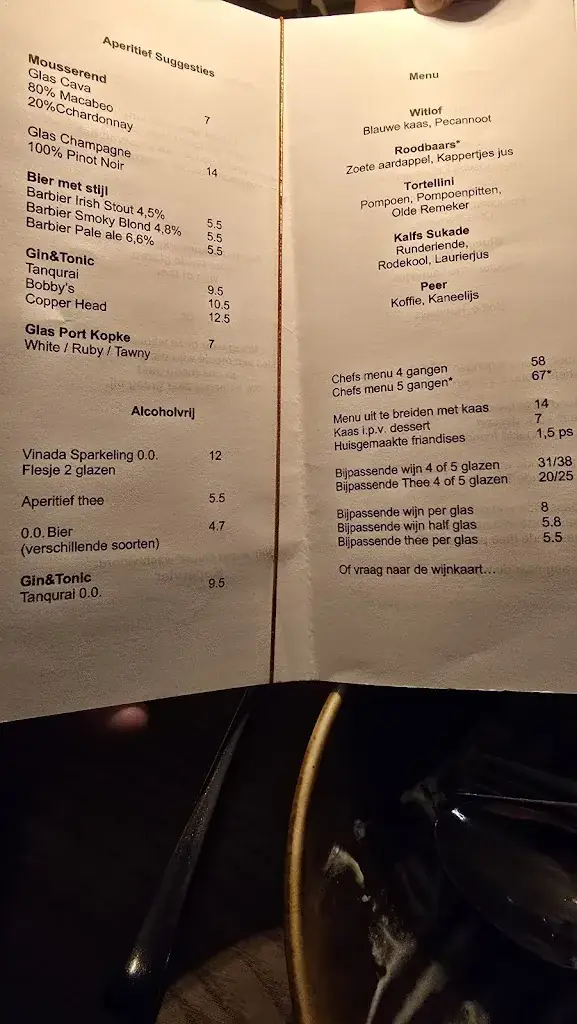 Aperitief Suggesties
Mousserend
Glas Cava
80% Macabeo
20%Cchardonnay 7
Glas Champagne
100% Pinot Noir 14
Bier met stijl
Barbier Irish Stout 4,5% 5.5
Barbier Smoky Blond 4,8% 5.5
Barbier Pale ale 6,6% 5.5
Gin&Tonic
Tanqurai 9.5
Bobby's 10.5
Copper Head 12.5
Glas Port Kopke 7
White / Ruby / Tawny
Alcoholvrij
Vinada Sparkeling 0.0. 12
Flesje 2 glazen
Aperitief thee 5.5
0.0. Bier 4.7
(verschillende soorten)
Gin&Tonic 9.5
Tanqurai 0.0.
Menu
Witlof
Blauwe kaas, Pecannoot
Roodbaars*
Zoete aardappel, Kappertjes jus
Tortellini
Pompoen, Pompoenpitten,
Olde Remeker
Kalfs Sukade
Runderiende,
Rodekool, Laurierjus
Peer
Koffie, Kaneelijs
Chefs menu 4 gangen 58
Chefs menu 5 gangen* 67*
Menu uit te breiden met kaas 14
Kaas i.p.v. dessert 7
Huisgemaakte friandises 1,5 ps
Bijpassende wijn 4 of 5 glazen 31/38
Bijpassende Thee 4 of 5 glazen 20/25
Bijpassende wijn per glas 8
Bijpassende wijn half glas 5.8
Bijpassende thee per glas 5.5
Of vraag naar de wijnkaart...